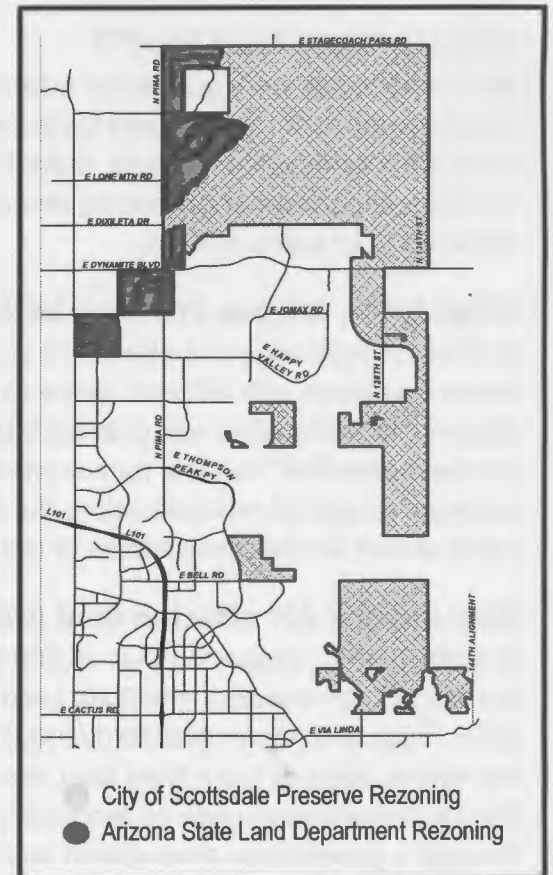 E STAGECOACH PASS RD
N PIMA RD
E LONE MTN RD
E DIXILETA DR
N 136TH ST
E DYNAMITE BLVD
E JOMAX RD
E HAPPY
VALLEY RD
N 128TH ST
N PIMA RD
E THOMPSON
PEAK PY
L101
L101
E BELL RD
144TH ALIGNMENT
E CACTUS RD
E VIA LINDA
City of Scottsdale Preserve Rezoning
Arizona State Land Department Rezoning